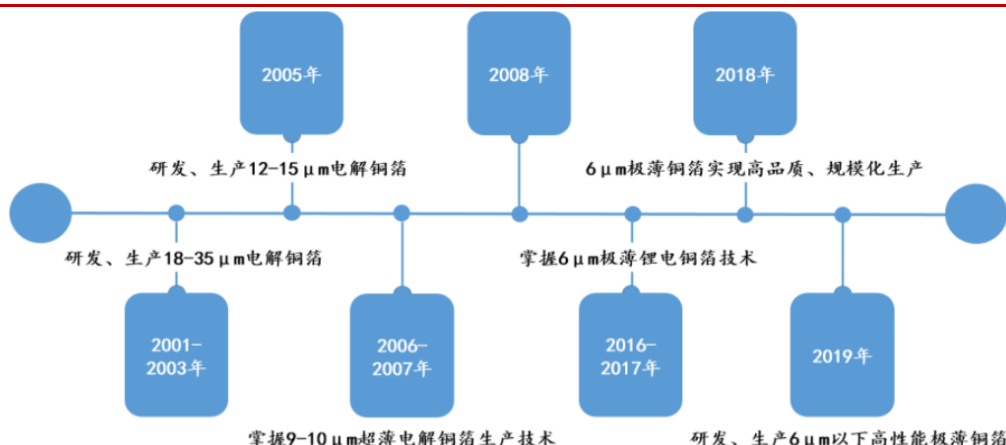 2005年
2008年
2018年
研发、生产12-15μm电解铜箔
6μm极薄铜箔实现高品质、规模化生产
研发、生产18-35μm电解铜箔
掌握6μm极薄锂电铜箔技术
2001-
2003年
2006-
2007年
2016-
2017年
2019年
掌握9-10μm超薄电解铜箔生产技术
研发、生产6μm以下高性能极薄铜箔